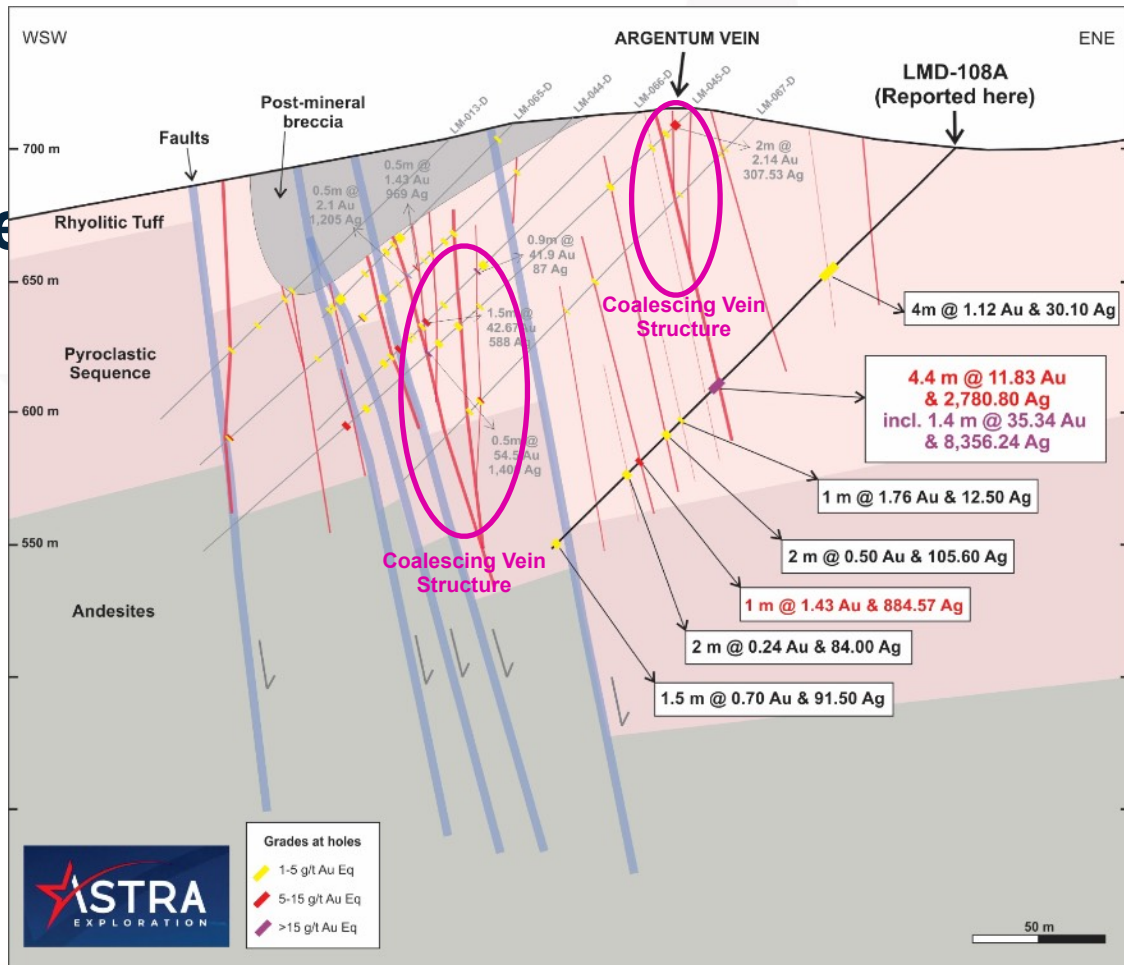 WSW
ARGENTUM VEIN
ENE
LMD-108A
(Reported here)
Post-mineral
breccia
Faults
LM-013-D
LM-065-D
LM-044-D
LM-066-D
LM-045-D
LM-067-D
700 m
2m @
2.14 Au
307.53 Ag
0.5m @
1.43 Au
969 Ag
0.5m @
2.1 Au
1,205 Ag
Rhyolitic Tuff
0.9m @
41.9 Au
87 Ag
650 m
Coalescing Vein
Structure
4m @ 1.12 Au & 30.10 Ag
1.5m @
42.67 Au
588 Ag
Pyroclastic
Sequence
4.4 m @ 11.83 Au
& 2,780.80 Ag
incl. 1.4 m @ 35.34 Au
& 8,356.24 Ag
600 m
0.5m @
54.5 Au
Ag
1 m @ 1.76 Au & 12.50 Ag
550 m
2 m @ 0.50 Au & 105.60 Ag
Coalescing Vein
Structure
Andesites
1 m @ 1.43 Au & 884.57 Ag
2 m @ 0.24 Au & 84.00 Ag
1.5 m @ 0.70 Au & 91.50 Ag
Grades at holes
1-5 g/t Au Eq
5-15 g/t Au Eq
>15 g/t Au Eq
ASTRA
EXPLORATION
50 m